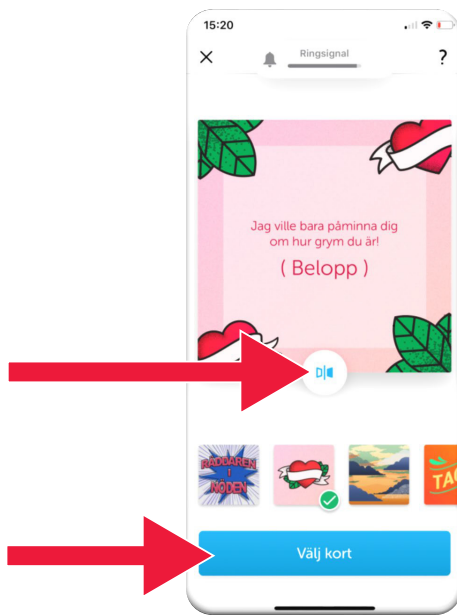 15:20
Ringsignal
?
Jag ville bara påminna dig
om hur grym du är!
( Belopp )
RÄDDAREN
I
NÖDEN
TAC
Välj kort